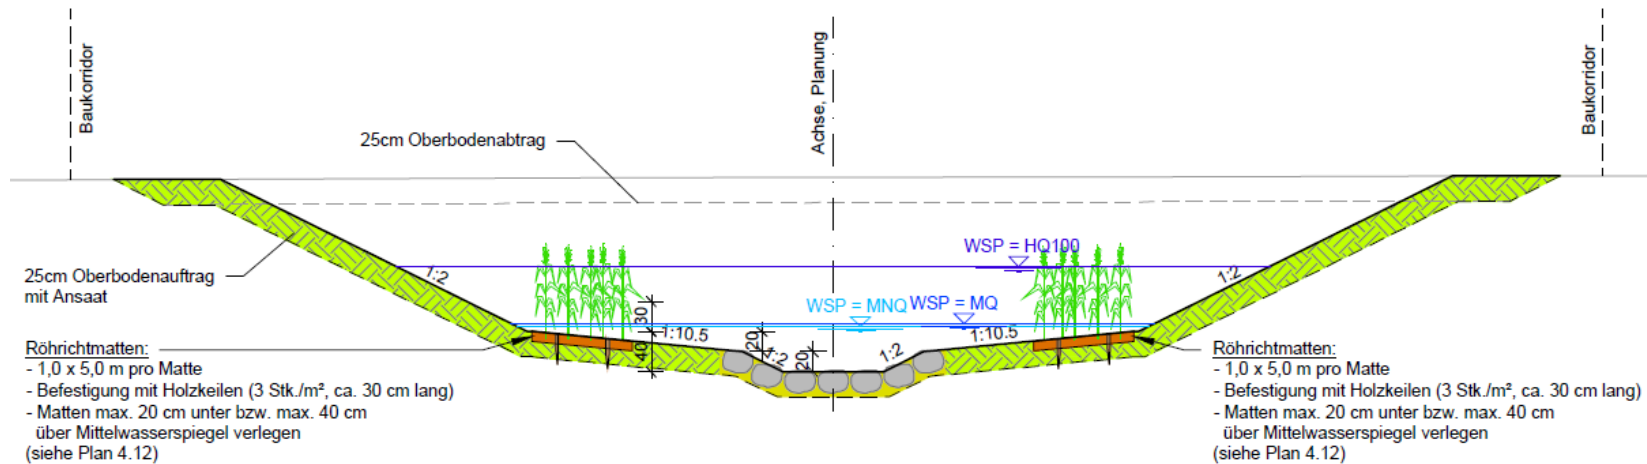 Baukorridor
Achse, Planung
Baukorridor
25cm Oberbodenabtrag
WSP = HQ100
25cm Oberbodenauftrag
mit Ansaat
1:2
1:2
WSP = MNQ
WSP = MQ
30
1:10.5
20
1:10.5
40
1:2
20
1:2
Röhrichtmatten:
- 1,0 x 5,0 m pro Matte
- Befestigung mit Holzkeilen (3 Stk./m², ca. 30 cm lang)
- Matten max. 20 cm unter bzw. max. 40 cm
über Mittelwasserspiegel verlegen
(siehe Plan 4.12)
Röhrichtmatten:
- 1,0 x 5,0 m pro Matte
- Befestigung mit Holzkeilen (3 Stk./m², ca. 30 cm lang)
- Matten max. 20 cm unter bzw. max. 40 cm
über Mittelwasserspiegel verlegen
(siehe Plan 4.12)